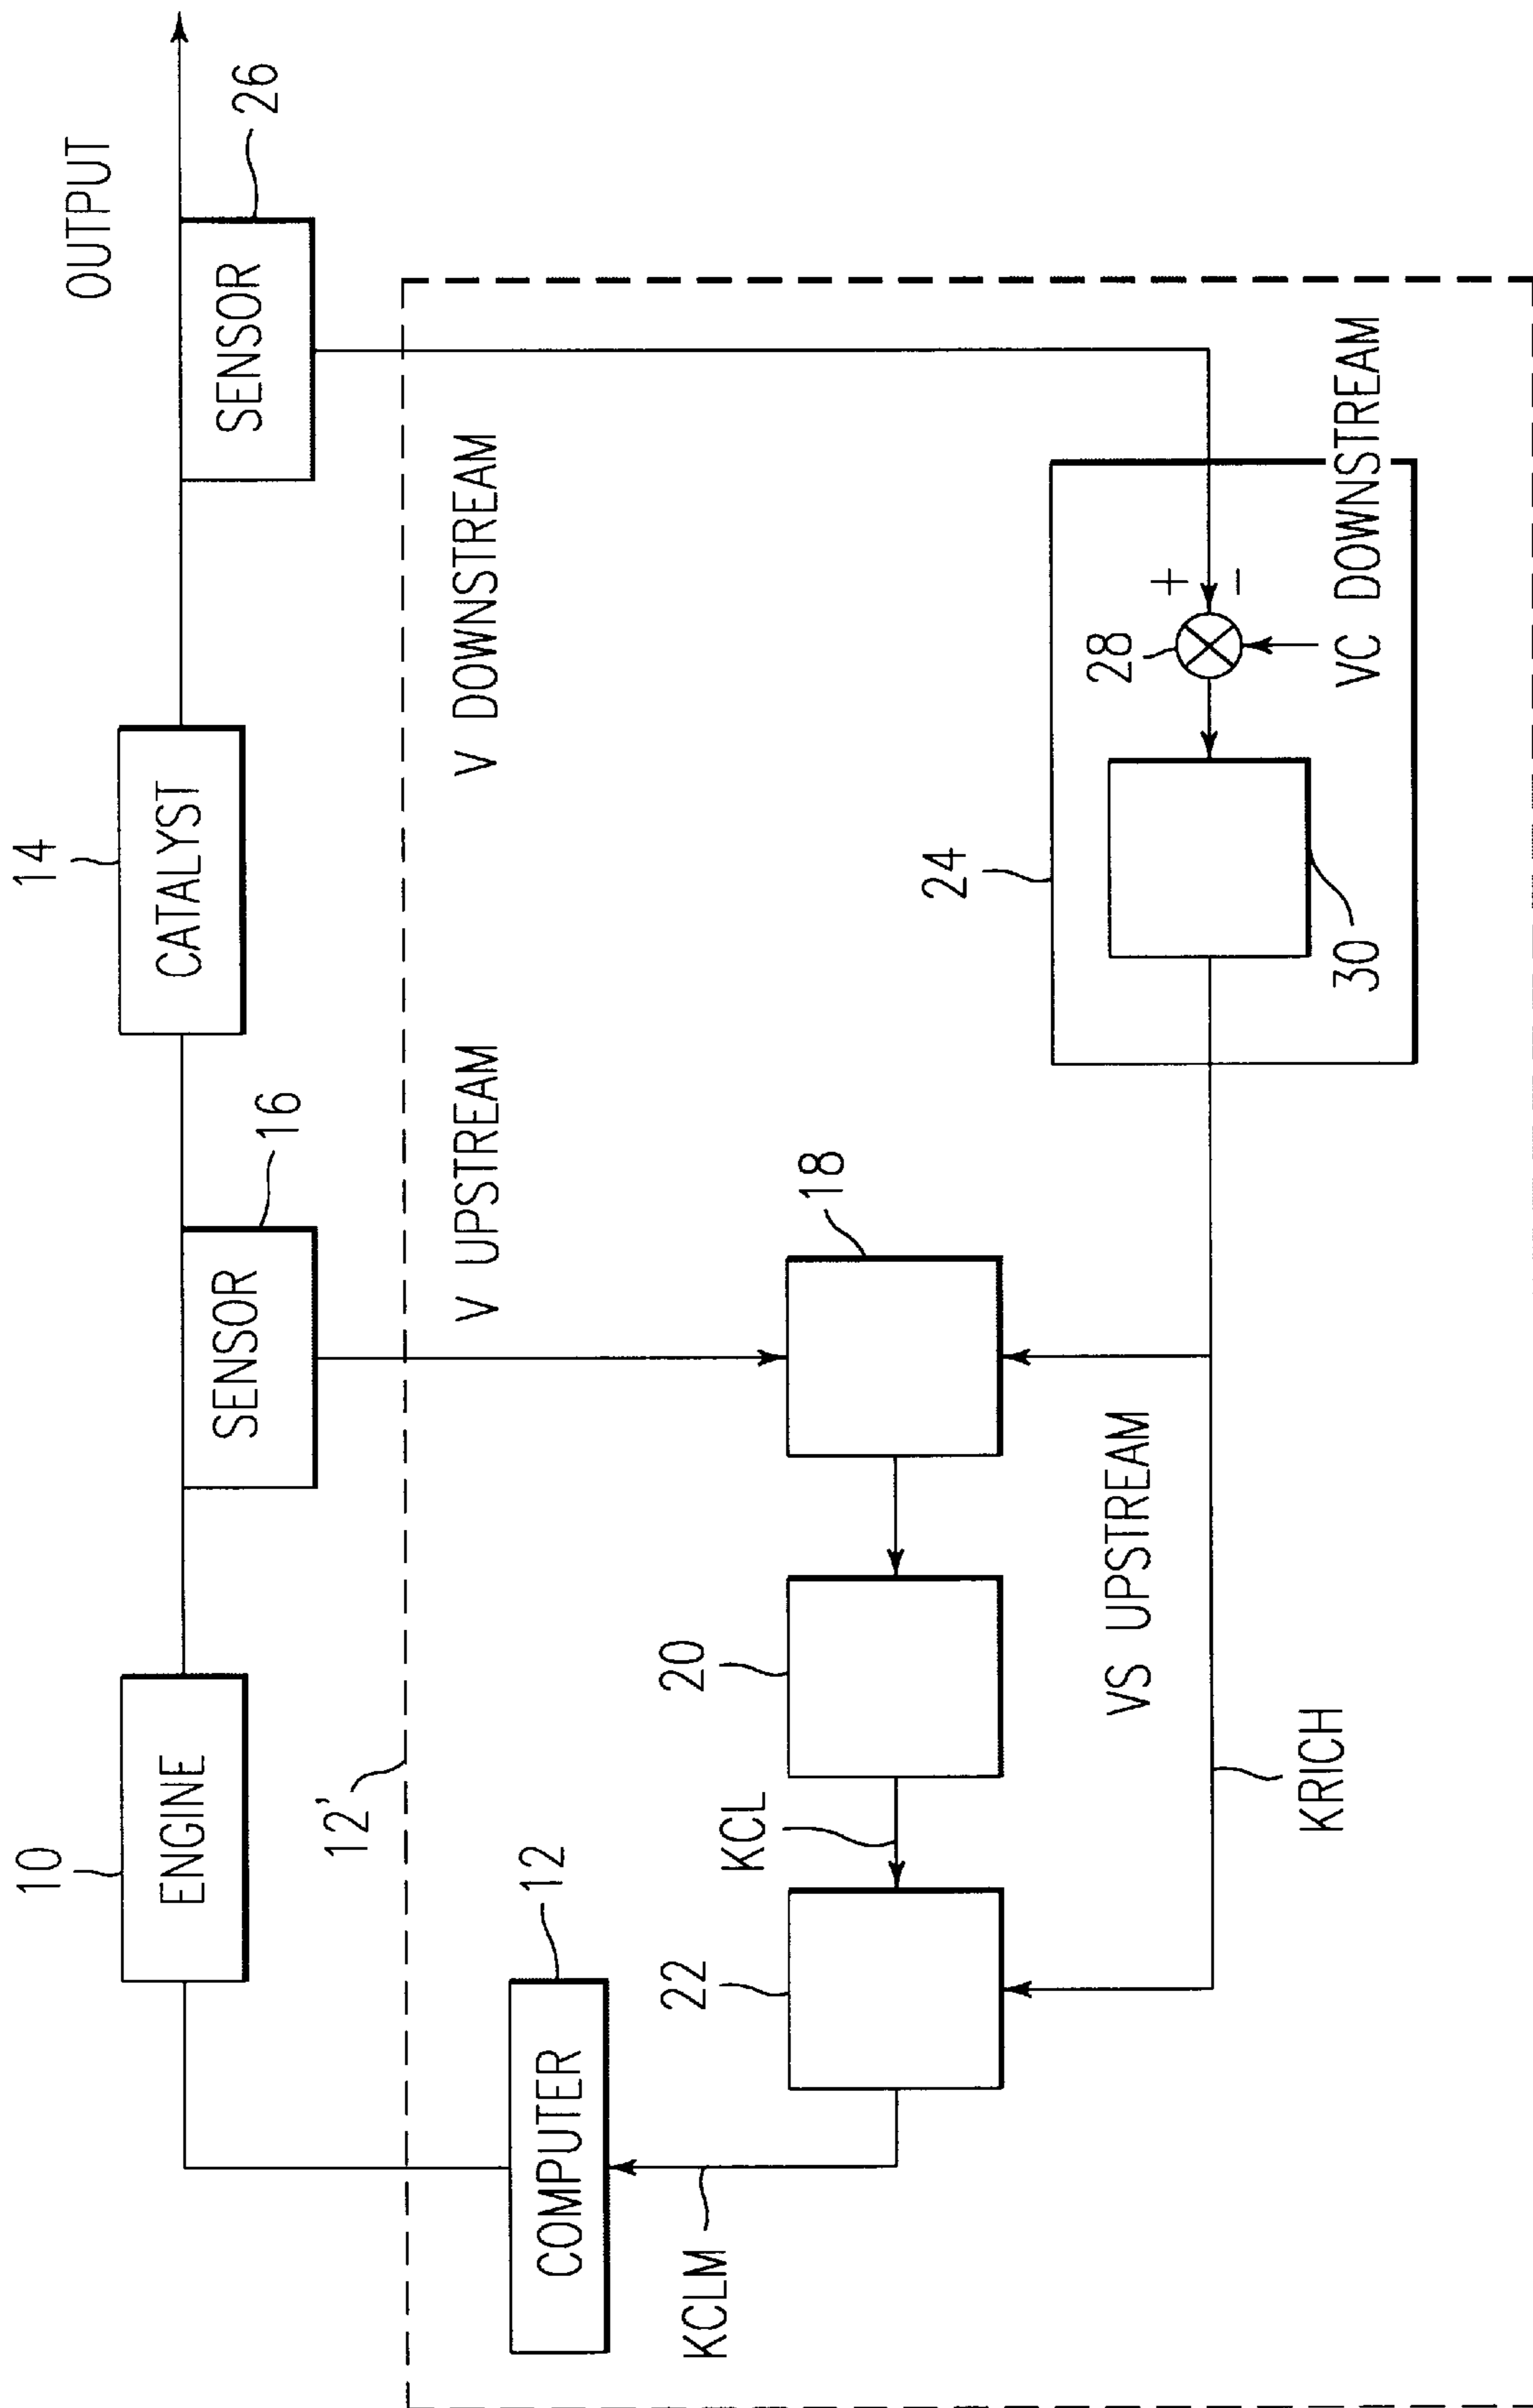 OUTPUT
10
ENGINE
SENSOR
16
14
CATALYST
SENSOR
26
12'
V UPSTREAM
V DOWNSTREAM
COMPUTER
12
KCLM
22
KCL
20
18
VS UPSTREAM
KRICH
24
28
+
−
30
VC DOWNSTREAM